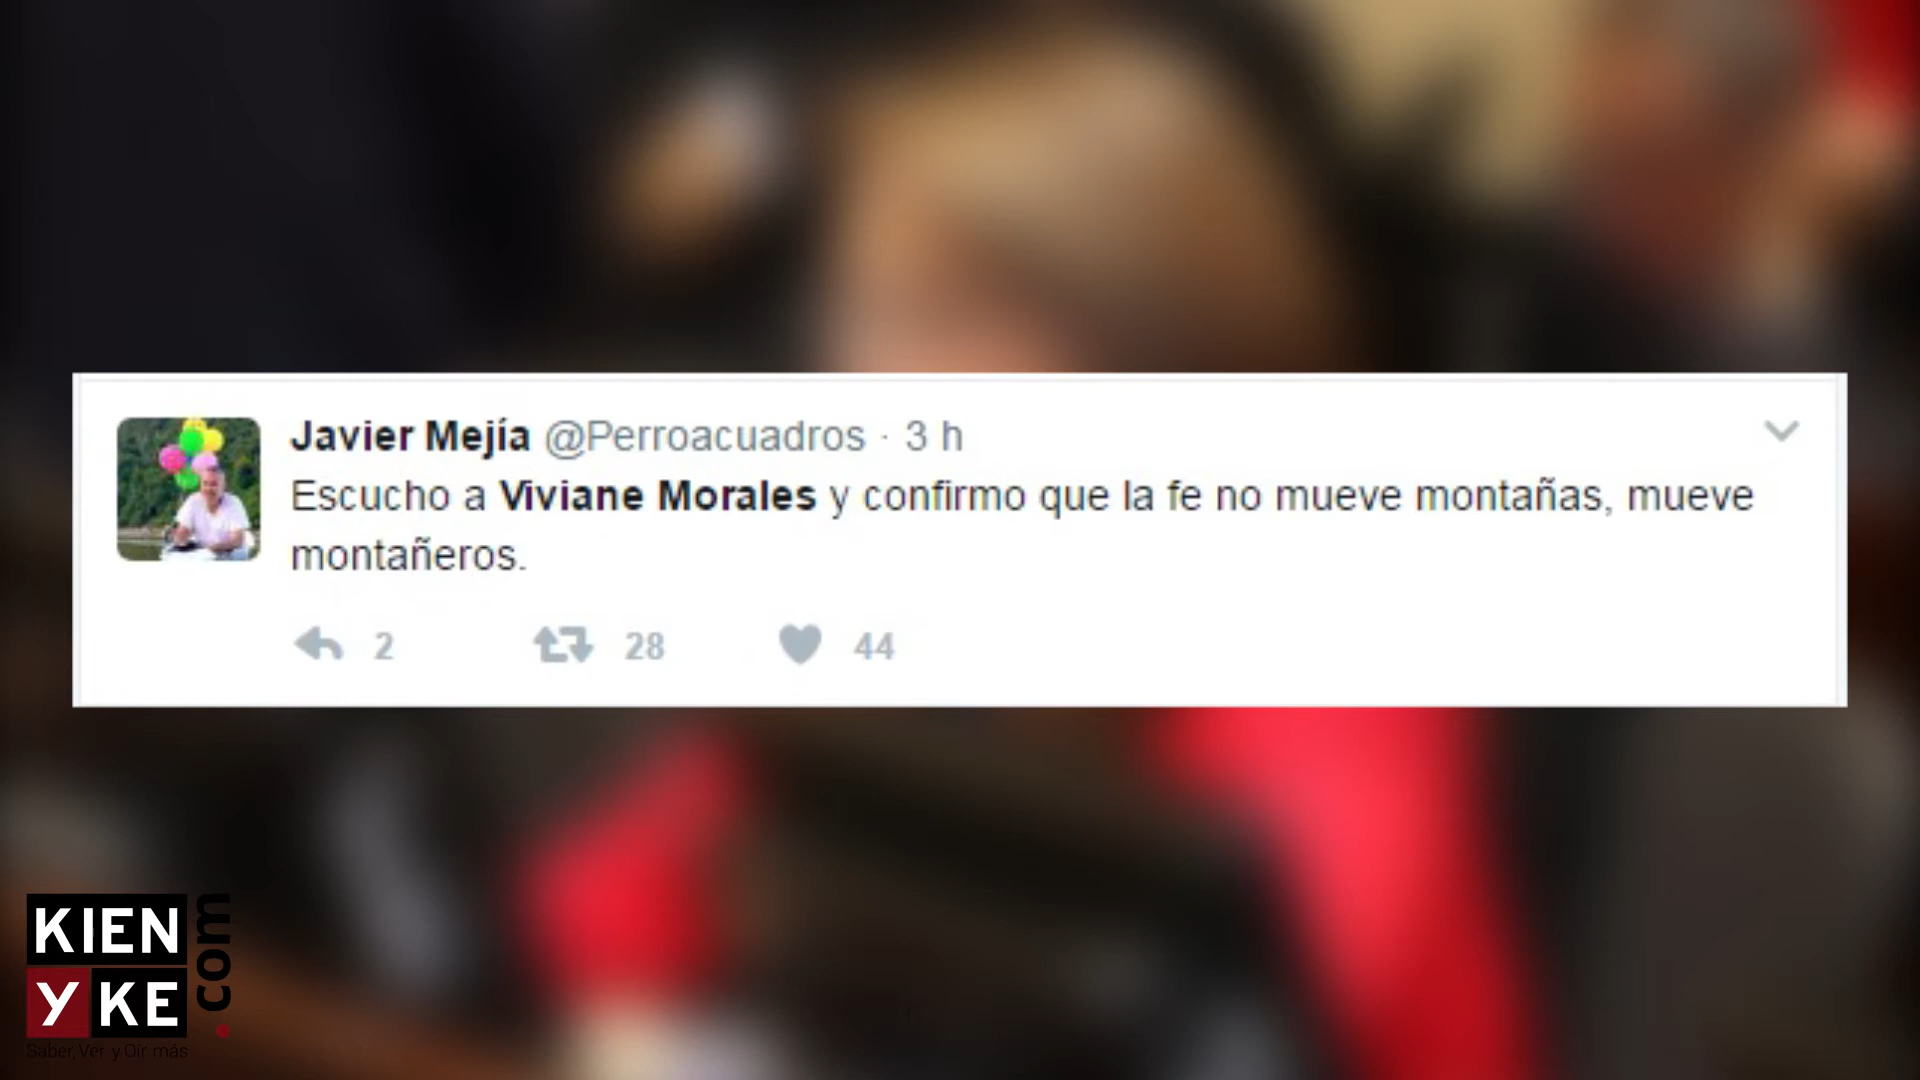 Javier Mejía @Perroacuadros · 3 h
Escucho a Viviane Morales y confirmo que la fe no mueve montañas, mueve
montañeros.
2 28 44
KIEN
Y KE
.com
Saber, Ver y Oír más